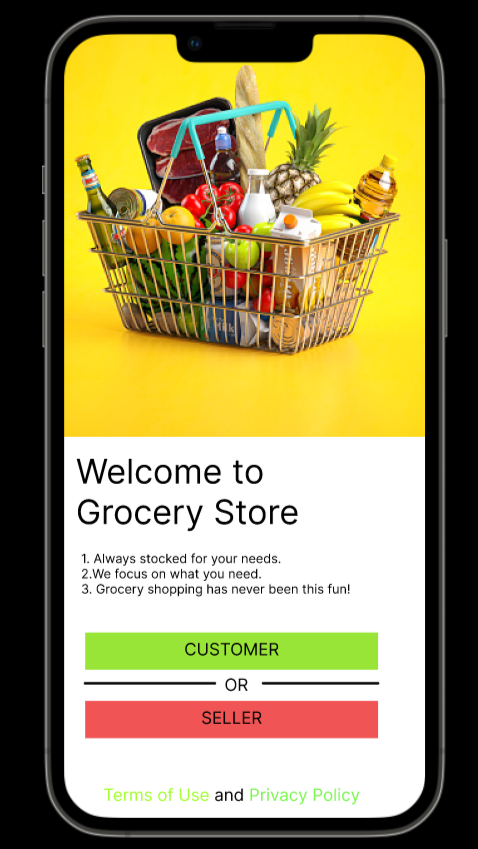 Milk
Welcome to
Grocery Store
1. Always stocked for your needs.
2.We focus on what you need.
3. Grocery shopping has never been this fun!
CUSTOMER
OR
SELLER
Terms of Use and Privacy Policy